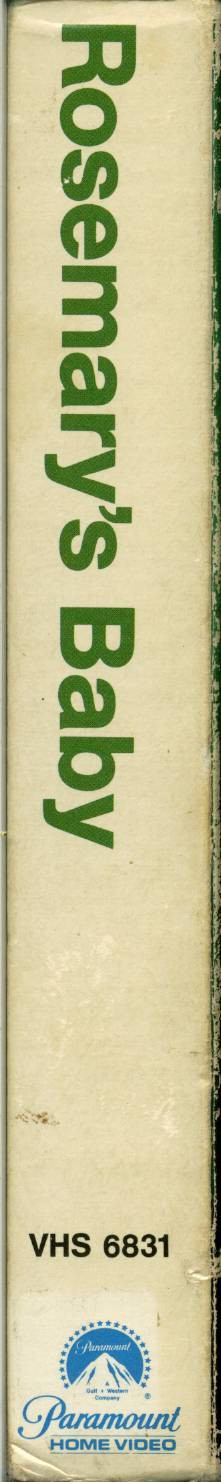 Rosemary's Baby
VHS 6831
Paramount
Gulf + Western
Company
®
Paramount
HOME VIDEO